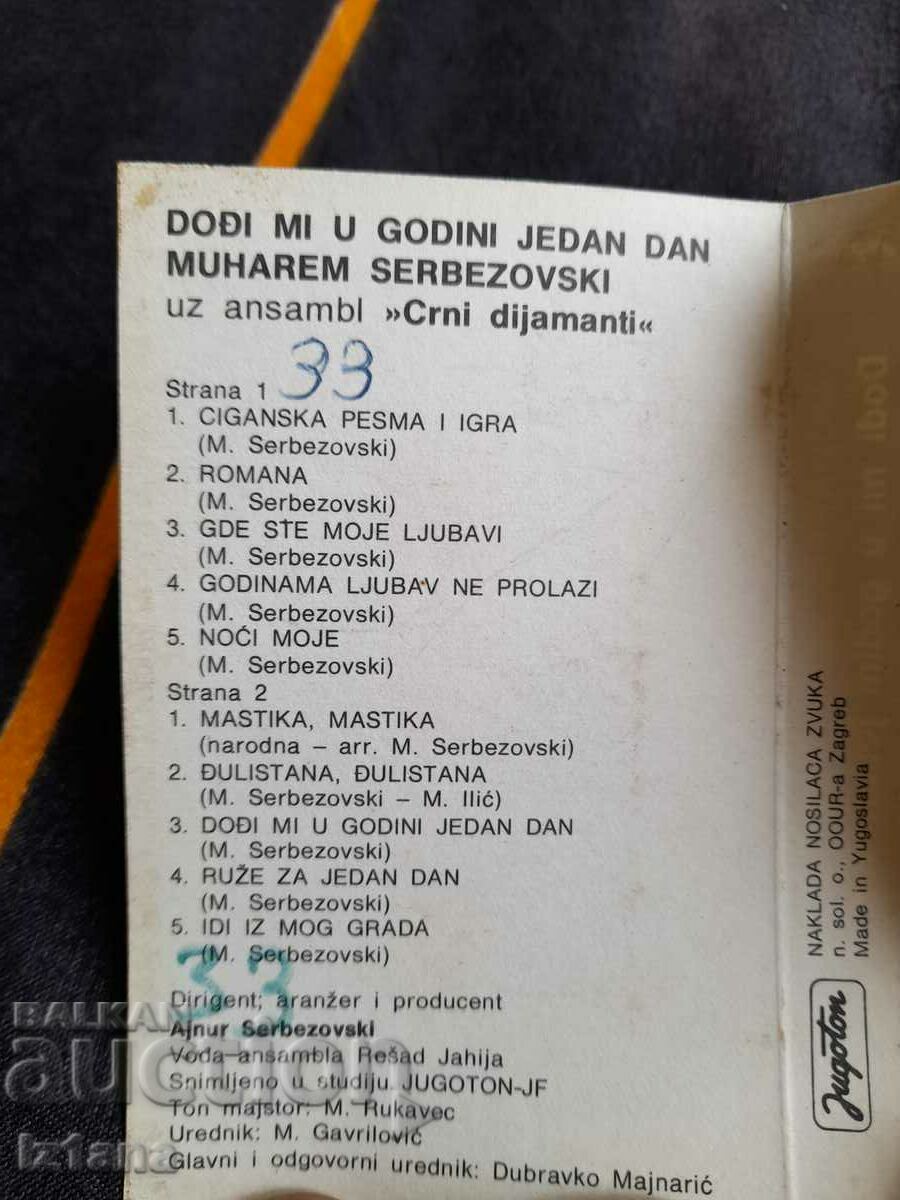 DOĐI MI U GODINI JEDAN DAN
MUHAREM SERBEZOVSKI
uz ansambl »Crni dijamanti«
33
Strana 1
1. CIGANSKA PESMA I IGRA
(M. Serbezovski)
2. ROMANA
(M. Serbezovski)
3. GDE STE MOJE LJUBAVI
(M. Serbezovski)
4. GODINAMA LJUBAV NE PROLAZI
(M. Serbezovski)
5. NOĆI MOJE
(M. Serbezovski)
Strana 2
1. MASTIKA, MASTIKA
(narodna – arr. M. Serbezovski)
2. ĐULISTANA, ĐULISTANA
(M. Serbezovski – M. Ilić)
3. DOĐI MI U GODINI JEDAN DAN
(M. Serbezovski)
4. RUŽE ZA JEDAN DAN
(M. Serbezovski)
5. IDI IZ MOG GRADA
(M. Serbezovski)
33
Dirigent; aranžer i producent
Ajnur Serbezovski
Vođa-ansambla Rešad Jahija
Snimljeno u studiju JUGOTON-JF
Ton majstor: M. Rukavec
Urednik: M. Gavrilović
Glavni i odgovorni urednik: Dubravko Majnarić
NAKLADA NOSILACA ZVUKA
n. sol. o., OOUR-a Zagreb
Made in Yugoslavia
Jugoton
BALKAN
auction
iz1ana